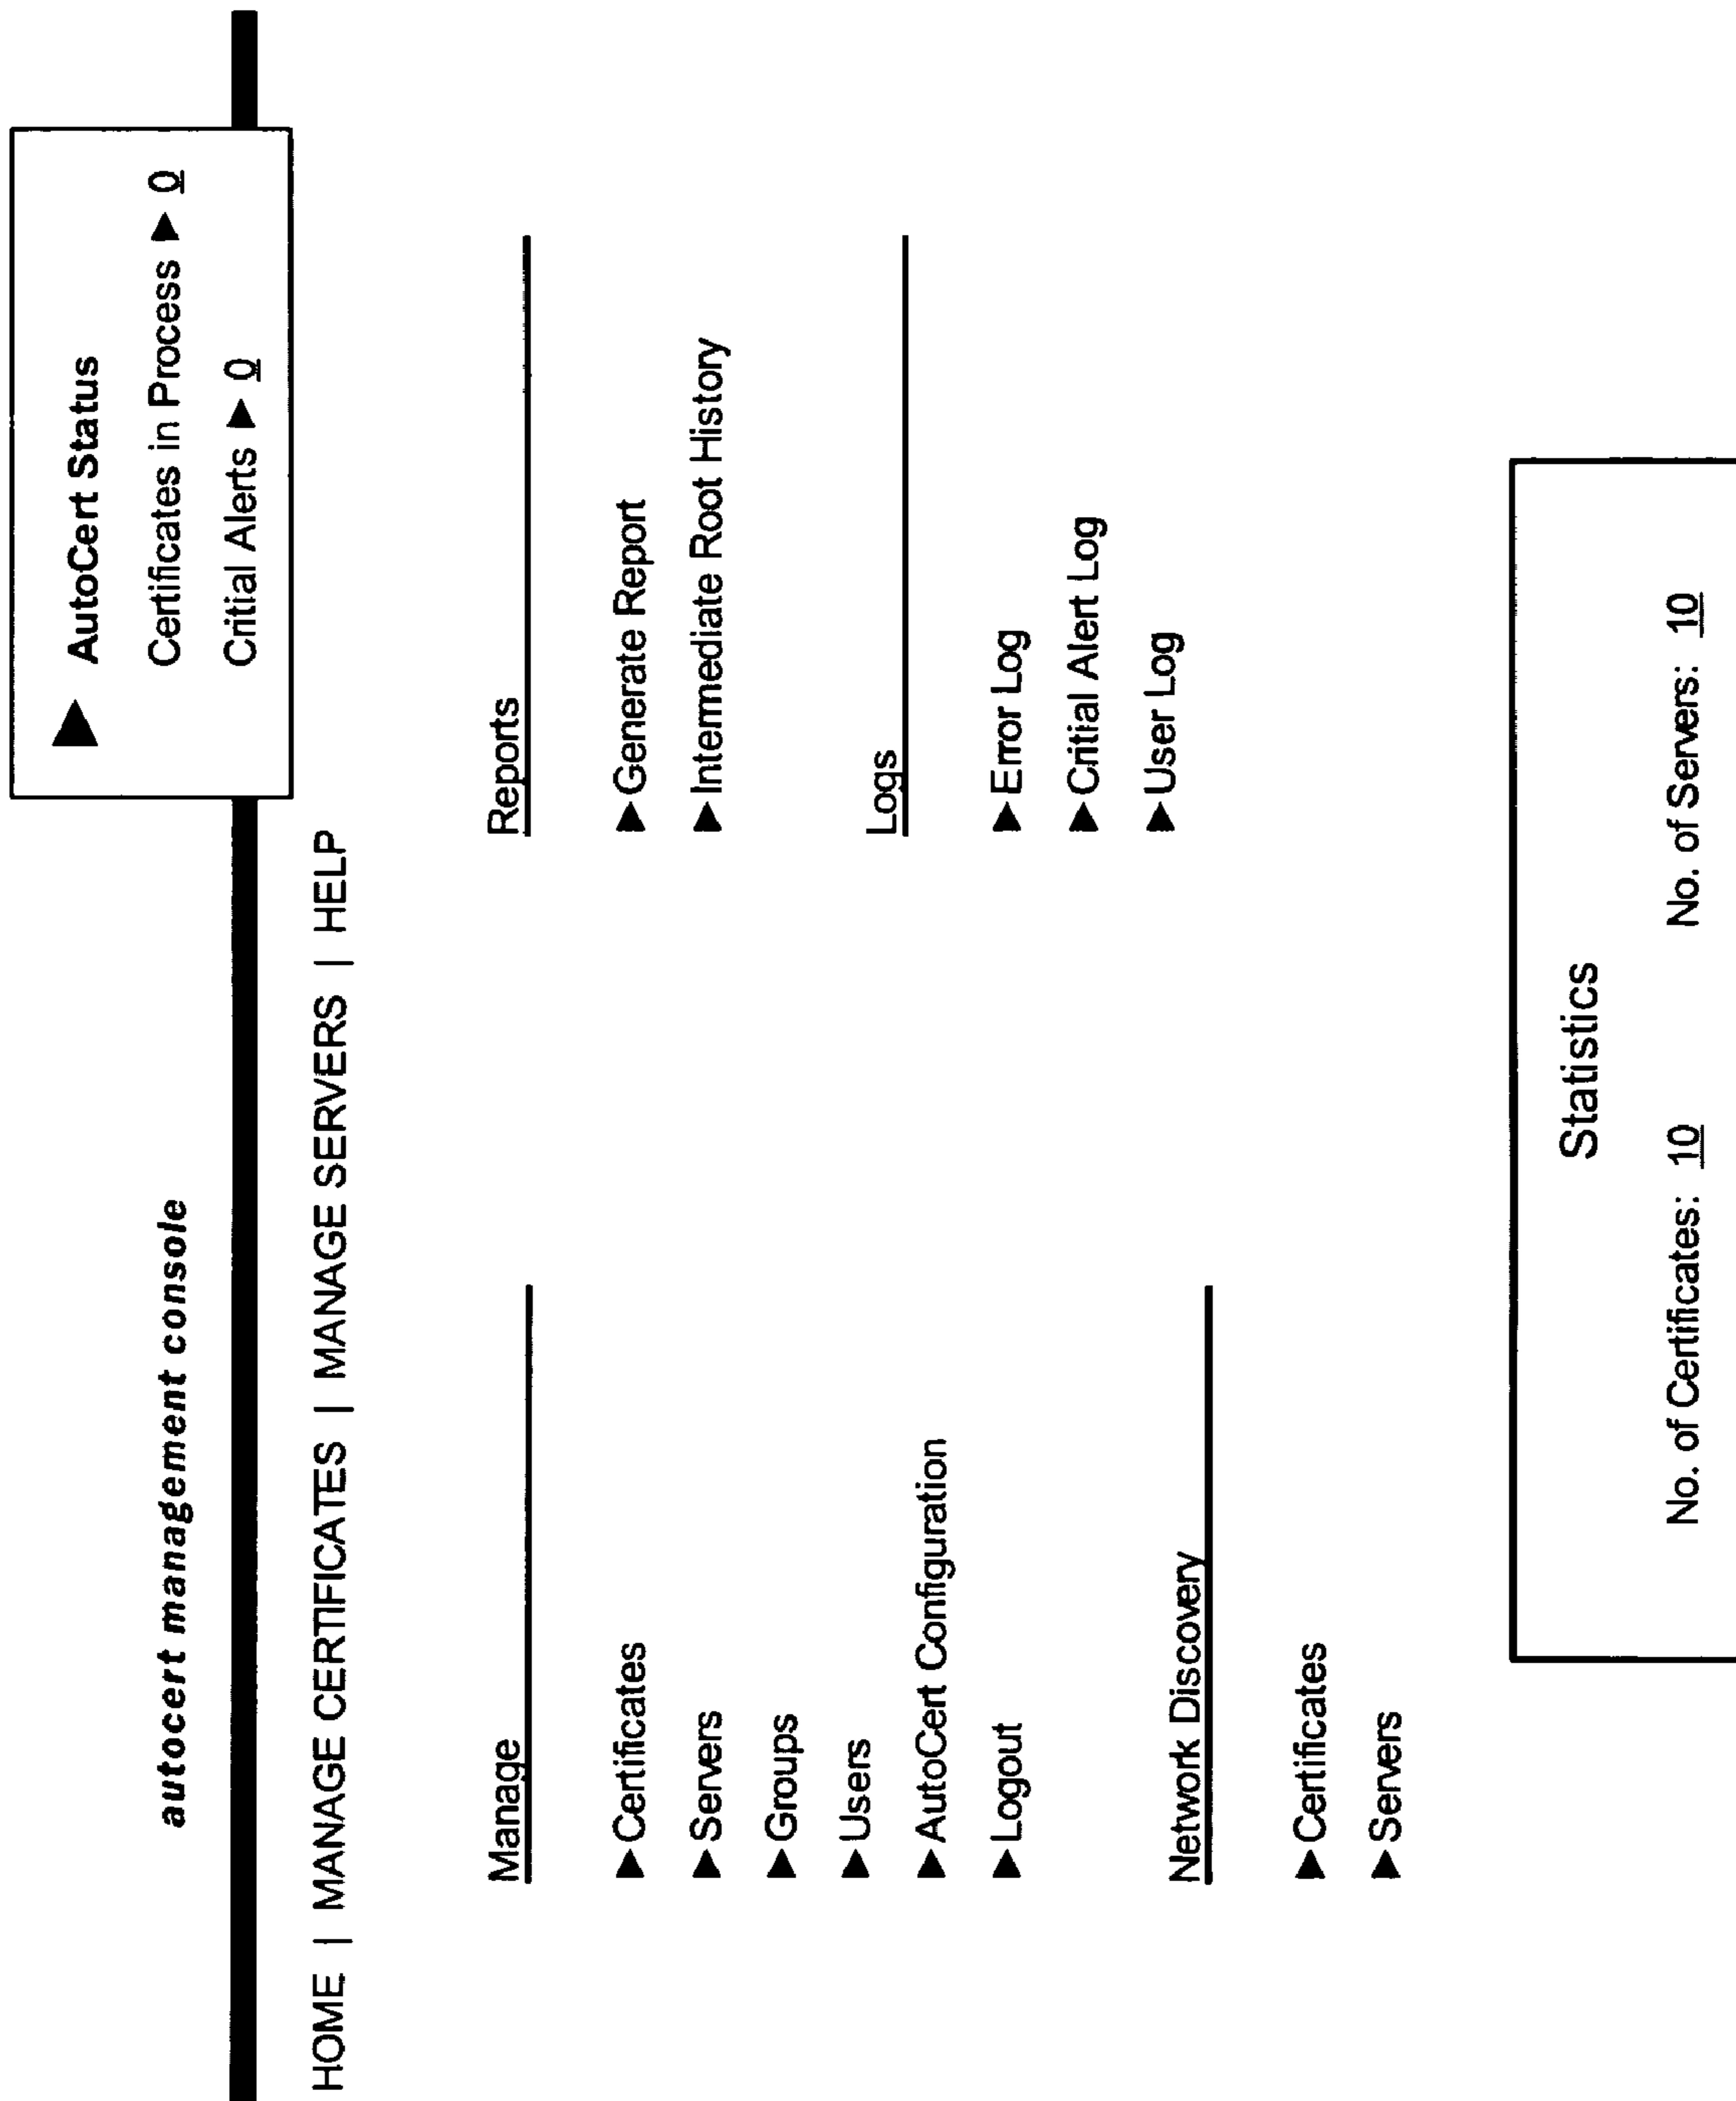 autocert management console
AutoCert Status
Certificates in Process 0
Critial Alerts 0
HOME | MANAGE CERTIFICATES | MANAGE SERVERS | HELP
Manage
Certificates
Servers
Groups
Users
AutoCert Configuration
Logout
Network Discovery
Certificates
Servers
Reports
Generate Report
Intermediate Root History
Logs
Error Log
Critial Alert Log
User Log
Statistics
No. of Certificates: 10 No. of Servers: 10